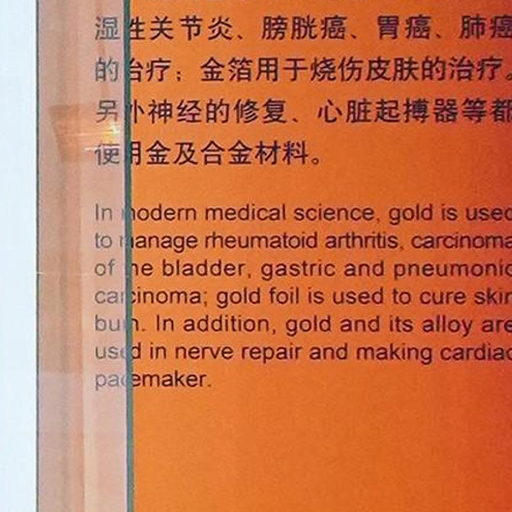 湿性关节炎、膀胱癌、胃癌、肺癌
的治疗；金箔用于烧伤皮肤的治疗。
另外神经的修复、心脏起搏器等都
使用金及合金材料。
In modern medical science, gold is used
to manage rheumatoid arthritis, carcinoma
of the bladder, gastric and pneumonic
carcinoma; gold foil is used to cure skin
burn. In addition, gold and its alloy are
used in nerve repair and making cardiac
pacemaker.